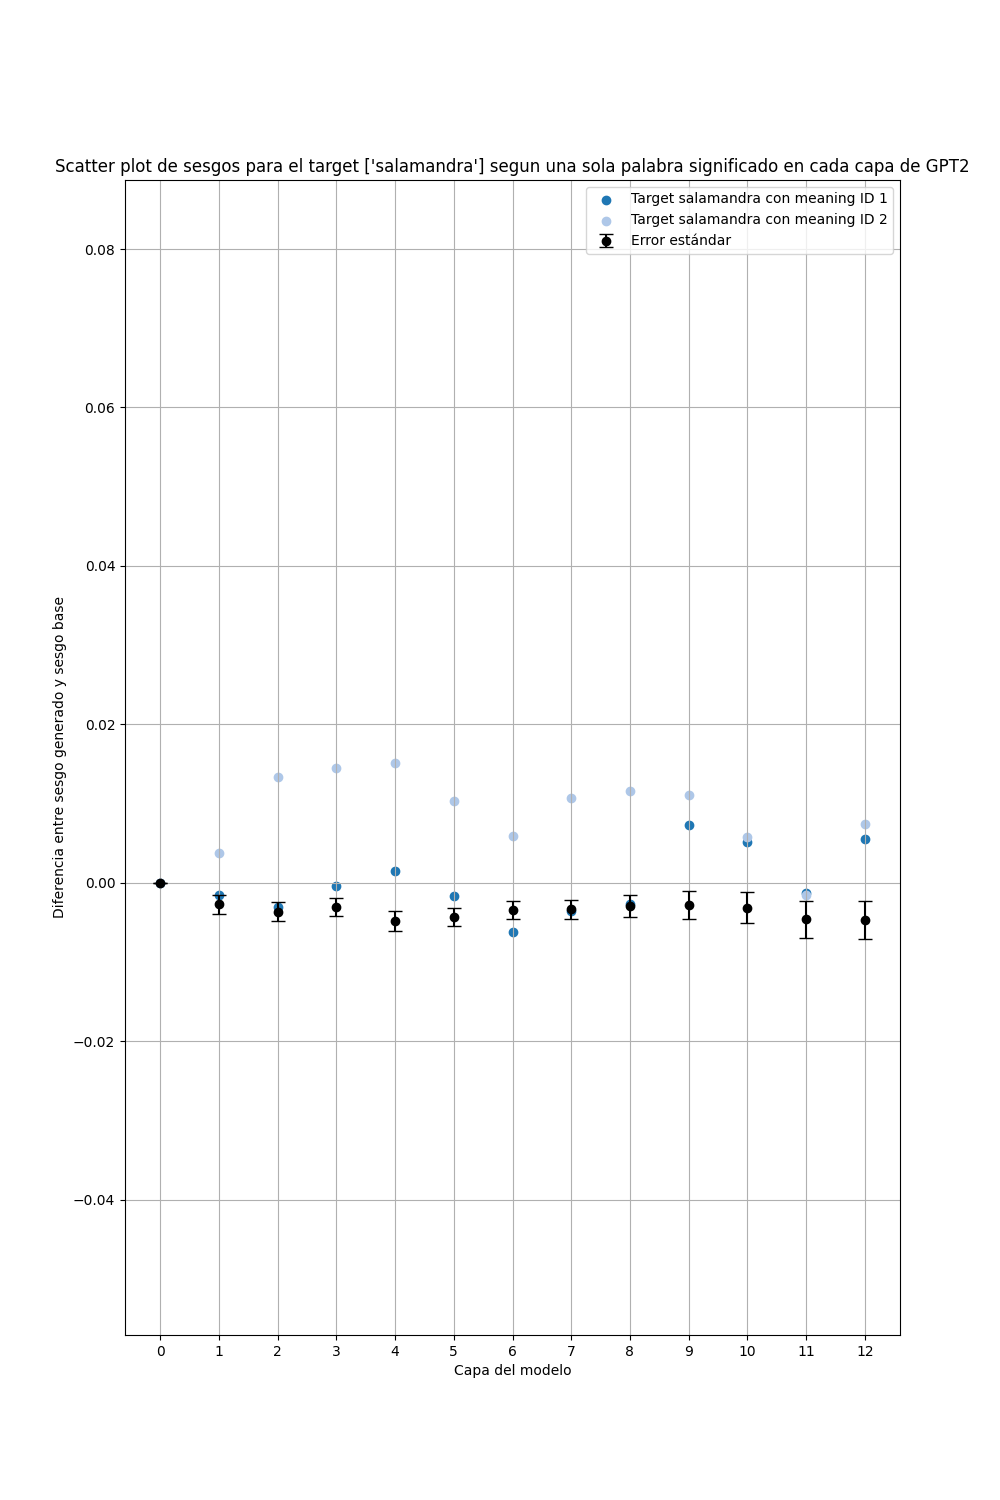 Scatter plot de sesgos para el target ['salamandra'] segun una sola palabra significado en cada capa de GPT2
Target salamandra con meaning ID 1
Target salamandra con meaning ID 2
Error estándar
0.08
0.06
0.04
0.02
0.00
−0.02
−0.04
Diferencia entre sesgo generado y sesgo base
0 1 2 3 4 5 6 7 8 9 10 11 12
Capa del modelo